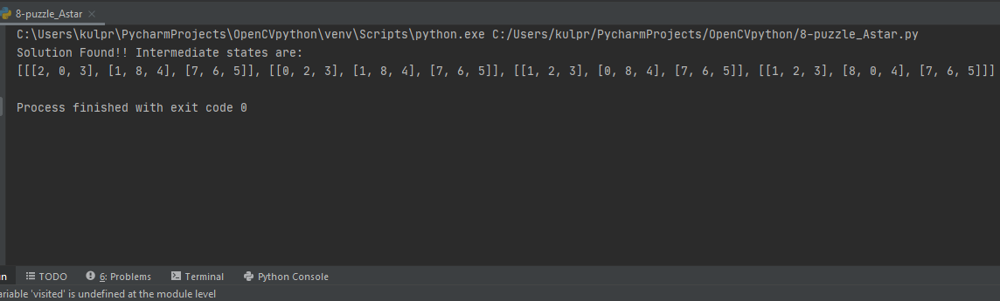 8-puzzle_Astar
C:\Users\kulpr\PycharmProjects\OpenCVpython\venv\Scripts\python.exe C:/Users/kulpr/PycharmProjects/OpenCVpython/8-puzzle_Astar.py
Solution Found!! Intermediate states are:
[[[2, 0, 3], [1, 8, 4], [7, 6, 5]], [[0, 2, 3], [1, 8, 4], [7, 6, 5]], [[1, 2, 3], [0, 8, 4], [7, 6, 5]], [[1, 2, 3], [8, 0, 4], [7, 6, 5]]]
Process finished with exit code 0
un TODO 6: Problems Terminal Python Console
ariable 'visited' is undefined at the module level